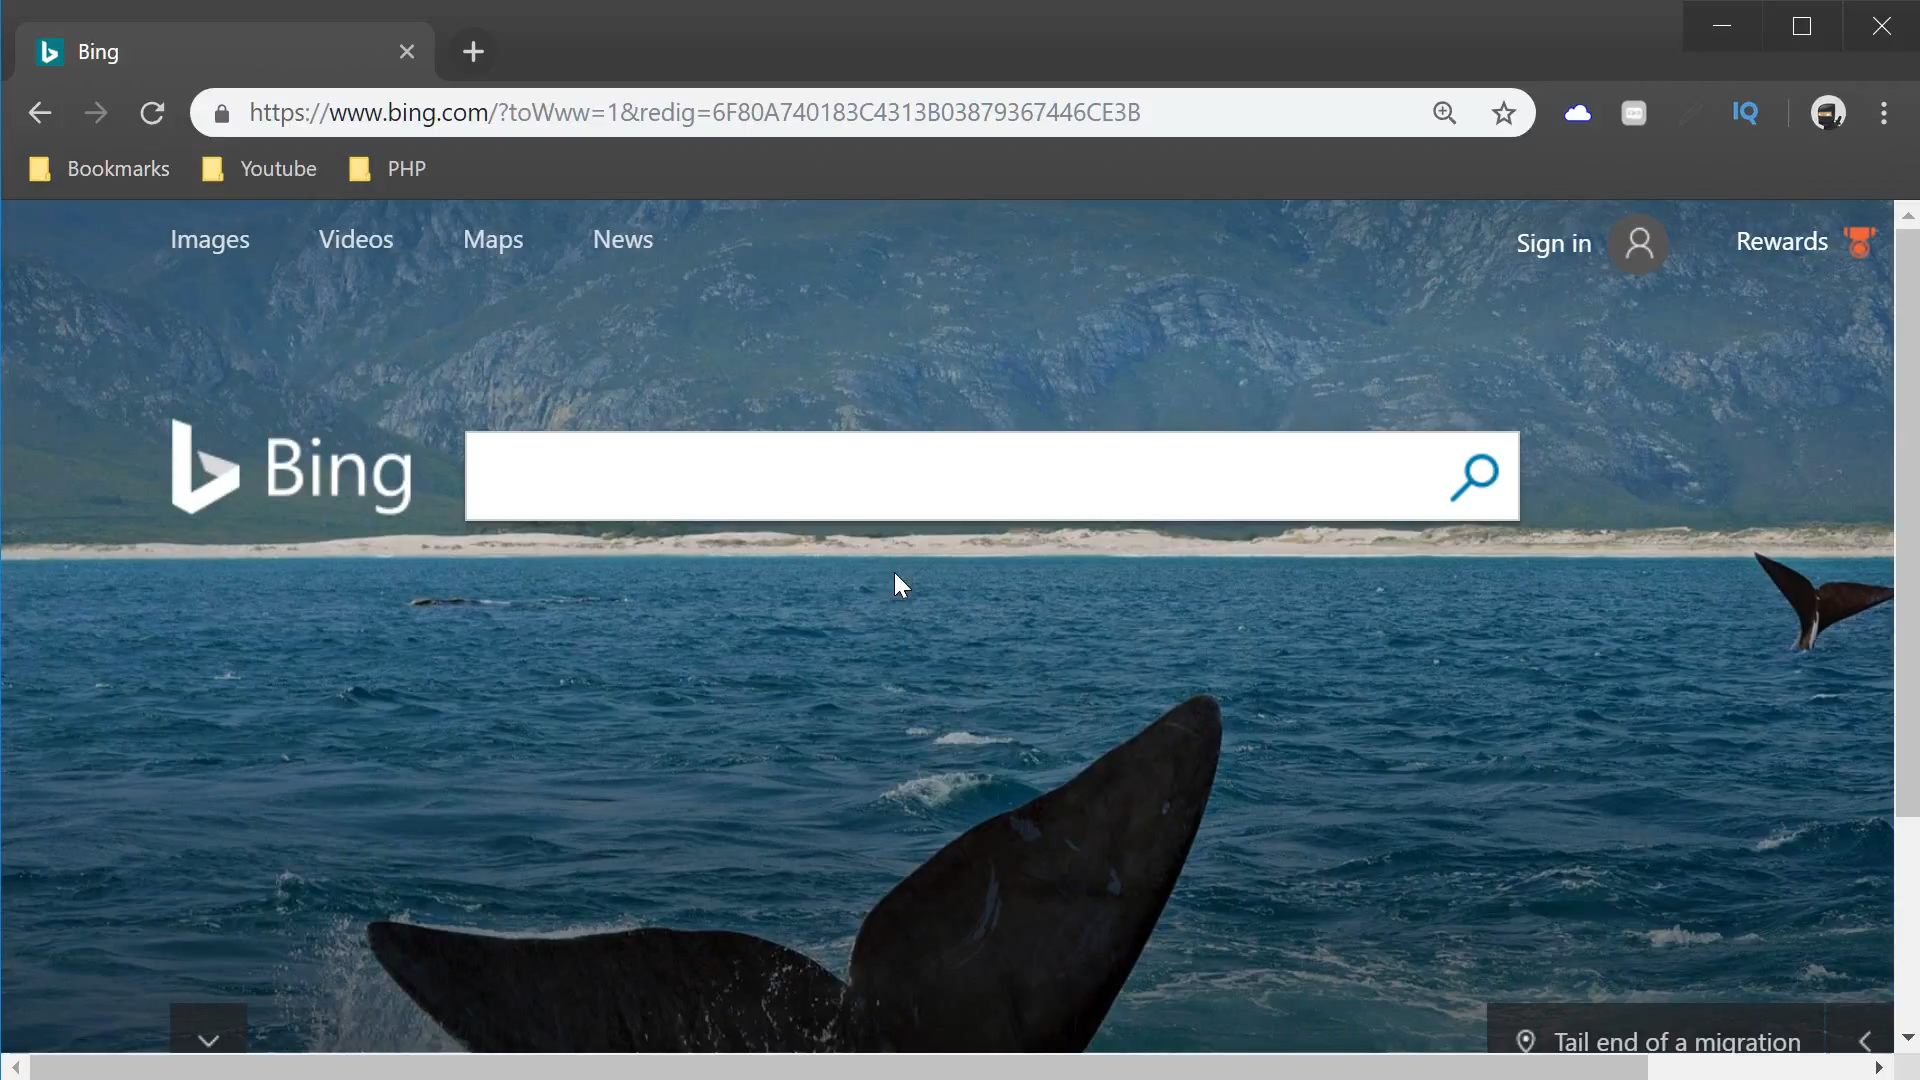 Bing
https://www.bing.com/?toWww=1&redig=6F80A740183C4313B03879367446CE3B
IQ
Bookmarks
Youtube
PHP
Images
Videos
Maps
News
Sign in
Rewards
Bing
Tail end of a migration